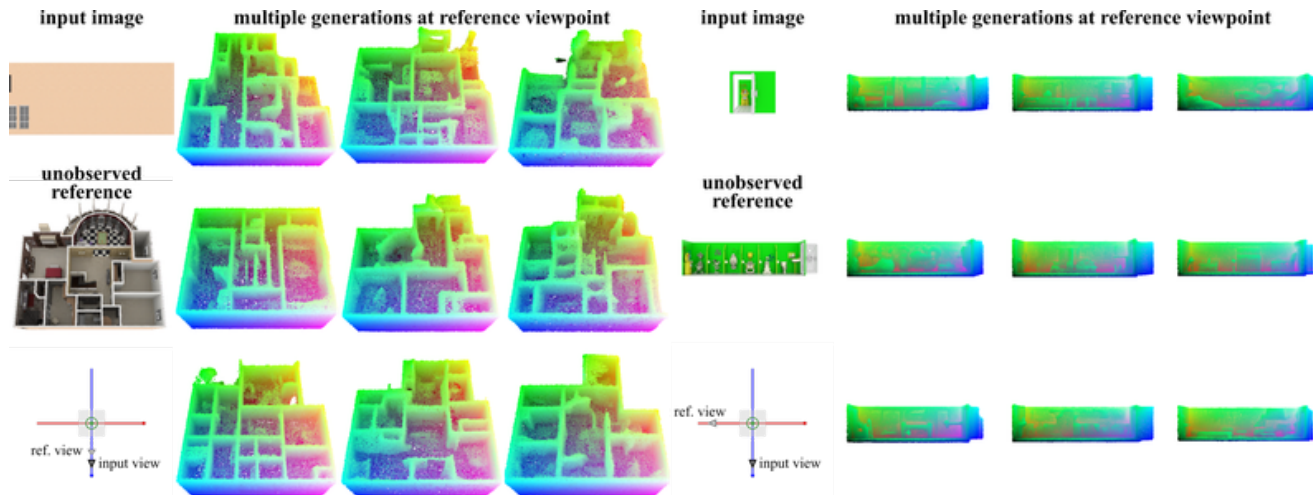 input image
multiple generations at reference viewpoint
input image
multiple generations at reference viewpoint
unobserved
reference
unobserved
reference
ref. view
input view
ref. view
input view